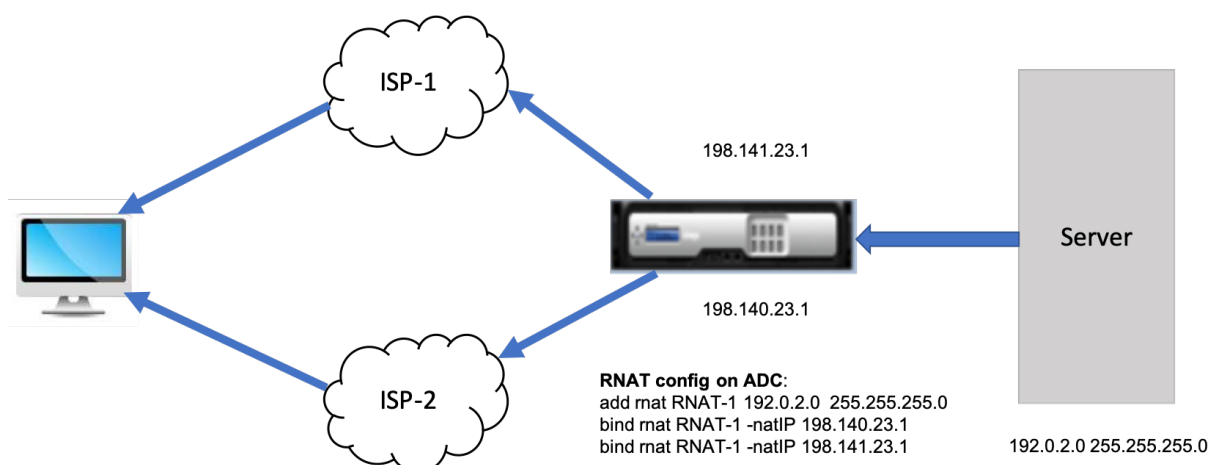 ISP-1
198.141.23.1
Server
198.140.23.1
ISP-2
RNAT config on ADC:
add rnat RNAT-1 192.0.2.0  255.255.255.0
bind rnat RNAT-1 -natIP 198.140.23.1
bind rnat RNAT-1 -natIP 198.141.23.1
192.0.2.0 255.255.255.0